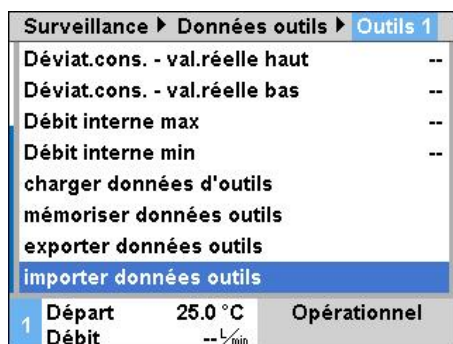 Surveillance ▶ Données outils ▶ Outils 1
Déviat.cons. - val.réelle haut --
Déviat.cons. - val.réelle bas --
Débit interne max --
Débit interne min --
charger données d'outils
mémoriser données outils
exporter données outils
importer données outils
1 Départ 25.0 °C Opérationnel
Débit -- L/min